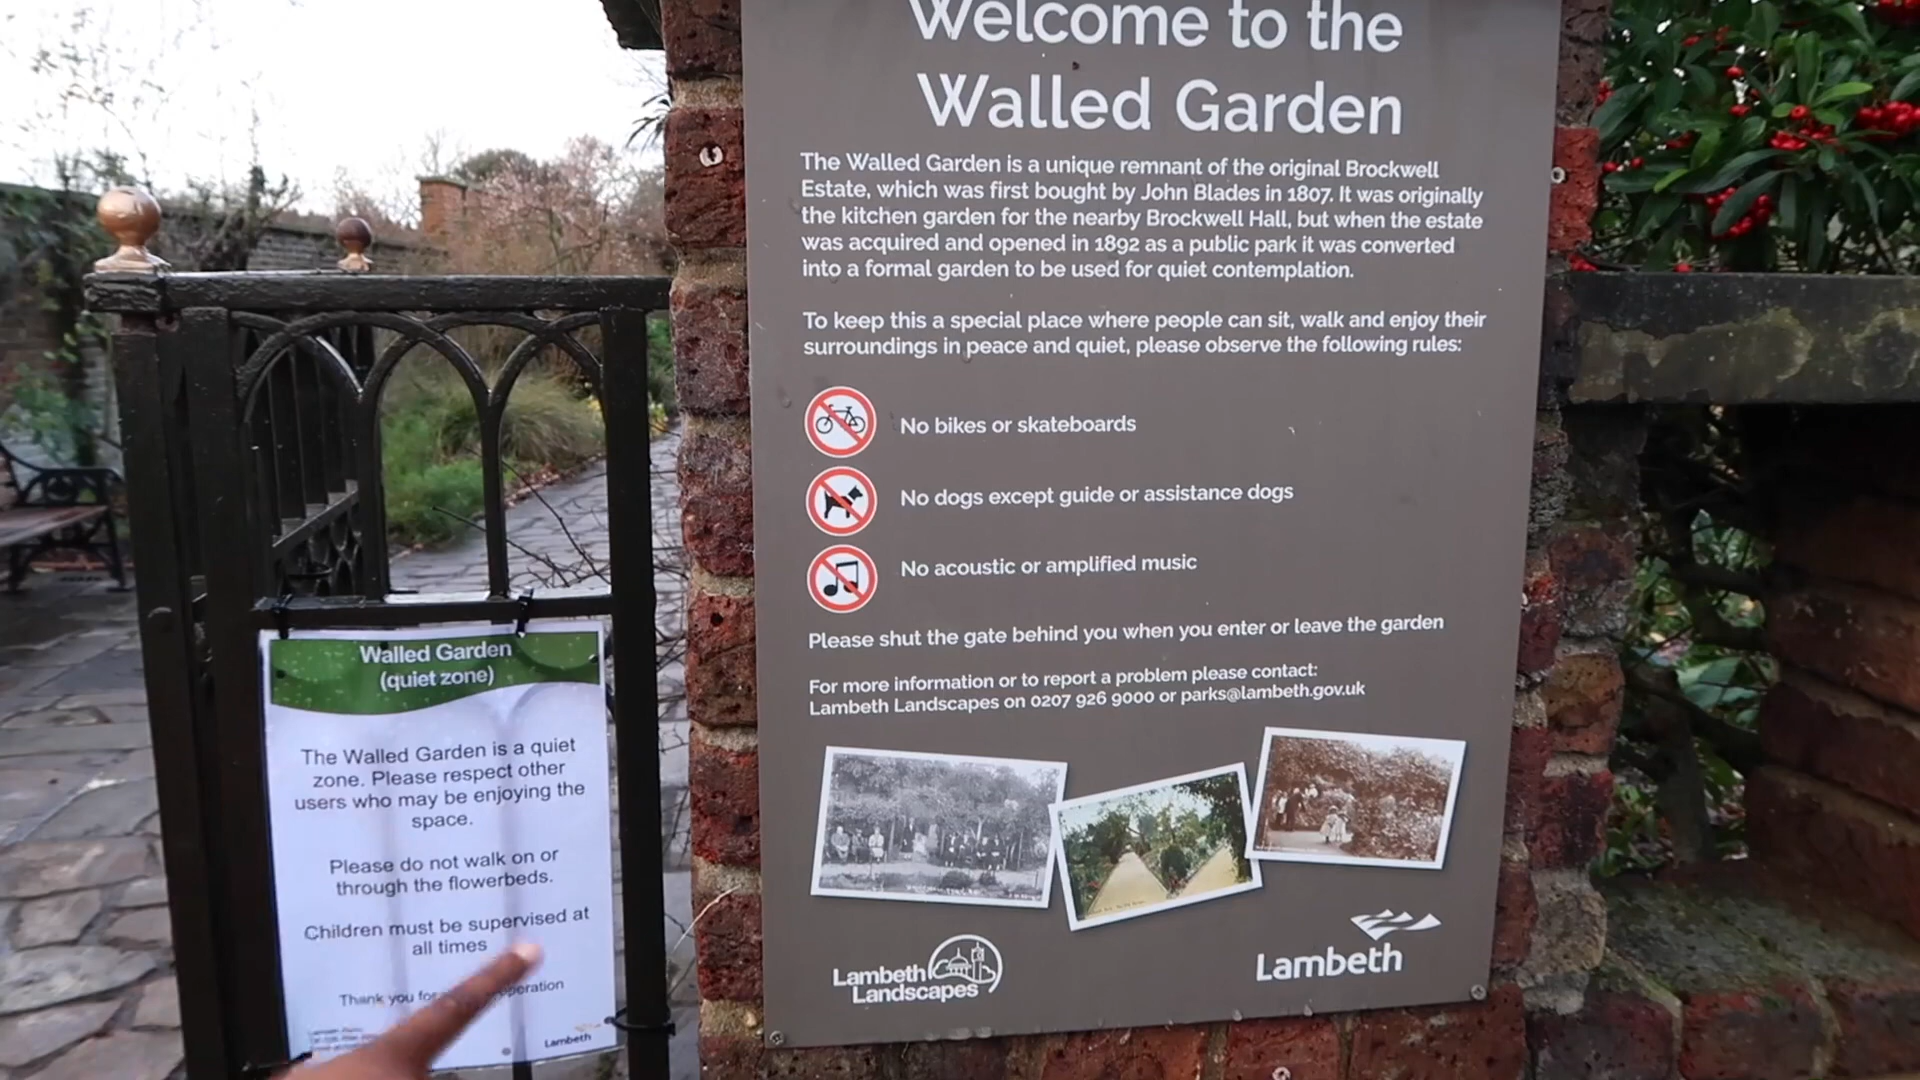 Welcome to the
Walled Garden
The Walled Garden is a unique remnant of the original Brockwell
Estate, which was first bought by John Blades in 1807. It was originally
the kitchen garden for the nearby Brockwell Hall, but when the estate
was acquired and opened in 1892 as a public park it was converted
into a formal garden to be used for quiet contemplation.
To keep this a special place where people can sit, walk and enjoy their
surroundings in peace and quiet, please observe the following rules:
No bikes or skateboards
No dogs except guide or assistance dogs
No acoustic or amplified music
Please shut the gate behind you when you enter or leave the garden
For more information or to report a problem please contact:
Lambeth Landscapes on 0207 926 9000 or parks@lambeth.gov.uk
Lambeth
Landscapes
Lambeth
Walled Garden
(quiet zone)
The Walled Garden is a quiet
zone. Please respect other
users who may be enjoying the
space.
Please do not walk on or
through the flowerbeds.
Children must be supervised at
all times
Thank you for
Lambeth